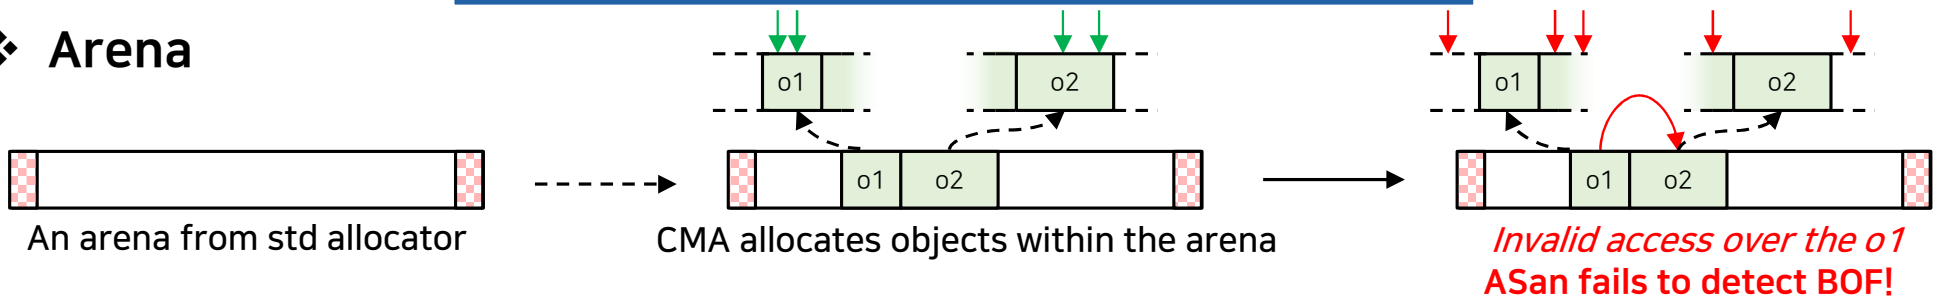 ❖ Arena
o1
o2
o1
o2
o1
o2
o1
o2
An arena from std allocator
CMA allocates objects within the arena
Invalid access over the o1
ASan fails to detect BOF!